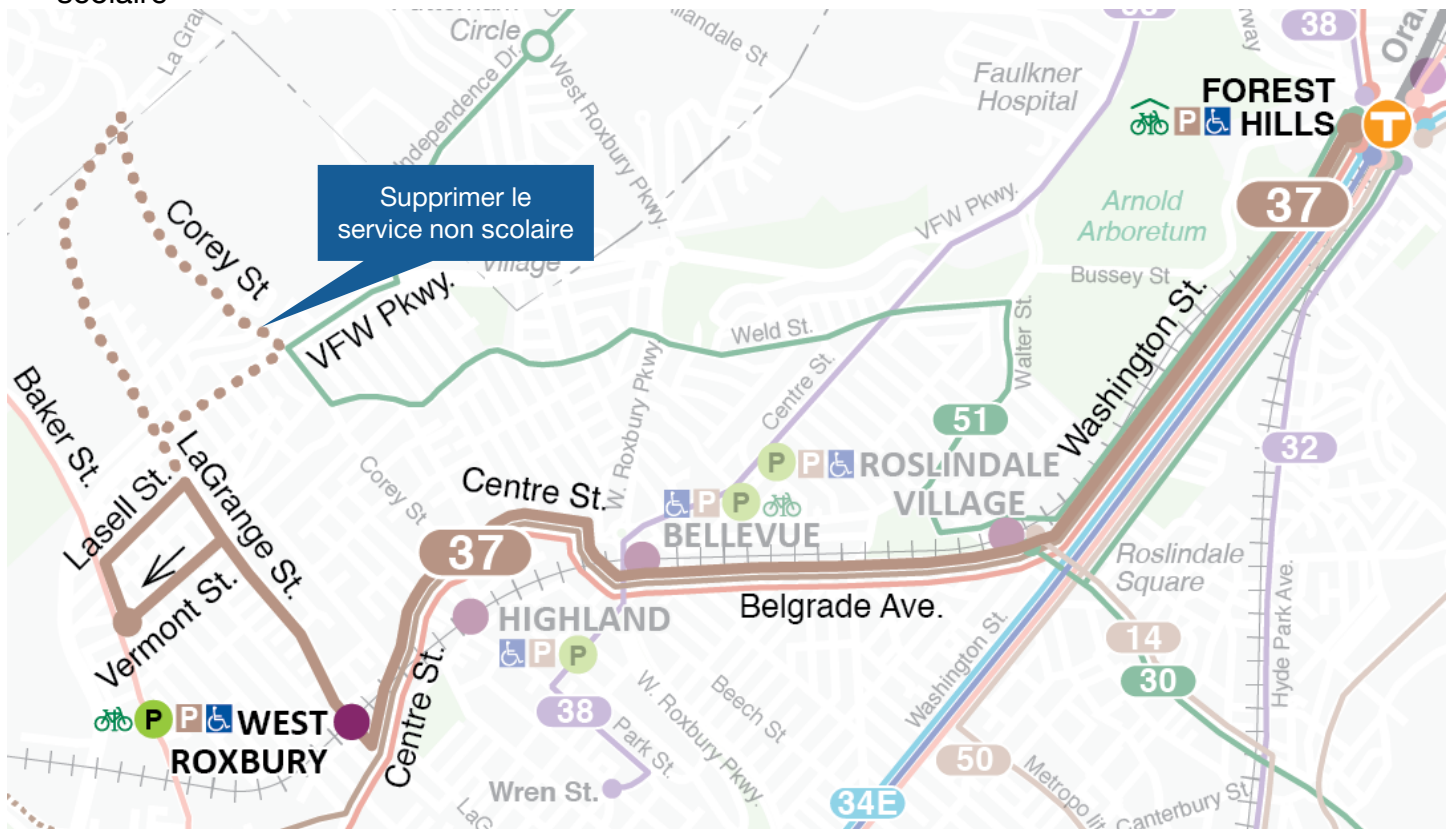 scolaire
Circle
La Gra
Independence Dr.
West Roxbury Pkwy.
38
Faulkner
Hospital
FOREST
P HILLS
T
37
Supprimer le
service non scolaire
Village
Corey St
VFW Pkwy.
VFW Pkwy.
Arnold
Arboretum
Bussey St
Weld St.
Walter St.
Washington St.
Centre St.
W. Roxbury Pkwy.
51
32
Baker St.
LaGrange St.
Lasell St.
Vermont St.
Corey St
Centre St.
37
P P ROSLINDALE
VILLAGE
P P
BELLEVUE
Roslindale
Square
Belgrade Ave.
HIGHLAND
P P
Centre St.
P P WEST
ROXBURY
38
Park St.
Wren St.
W. Roxbury Pkwy.
Beech St
Washington St.
14
30
50
34E
Hyde Park Ave.
Canterbury St.